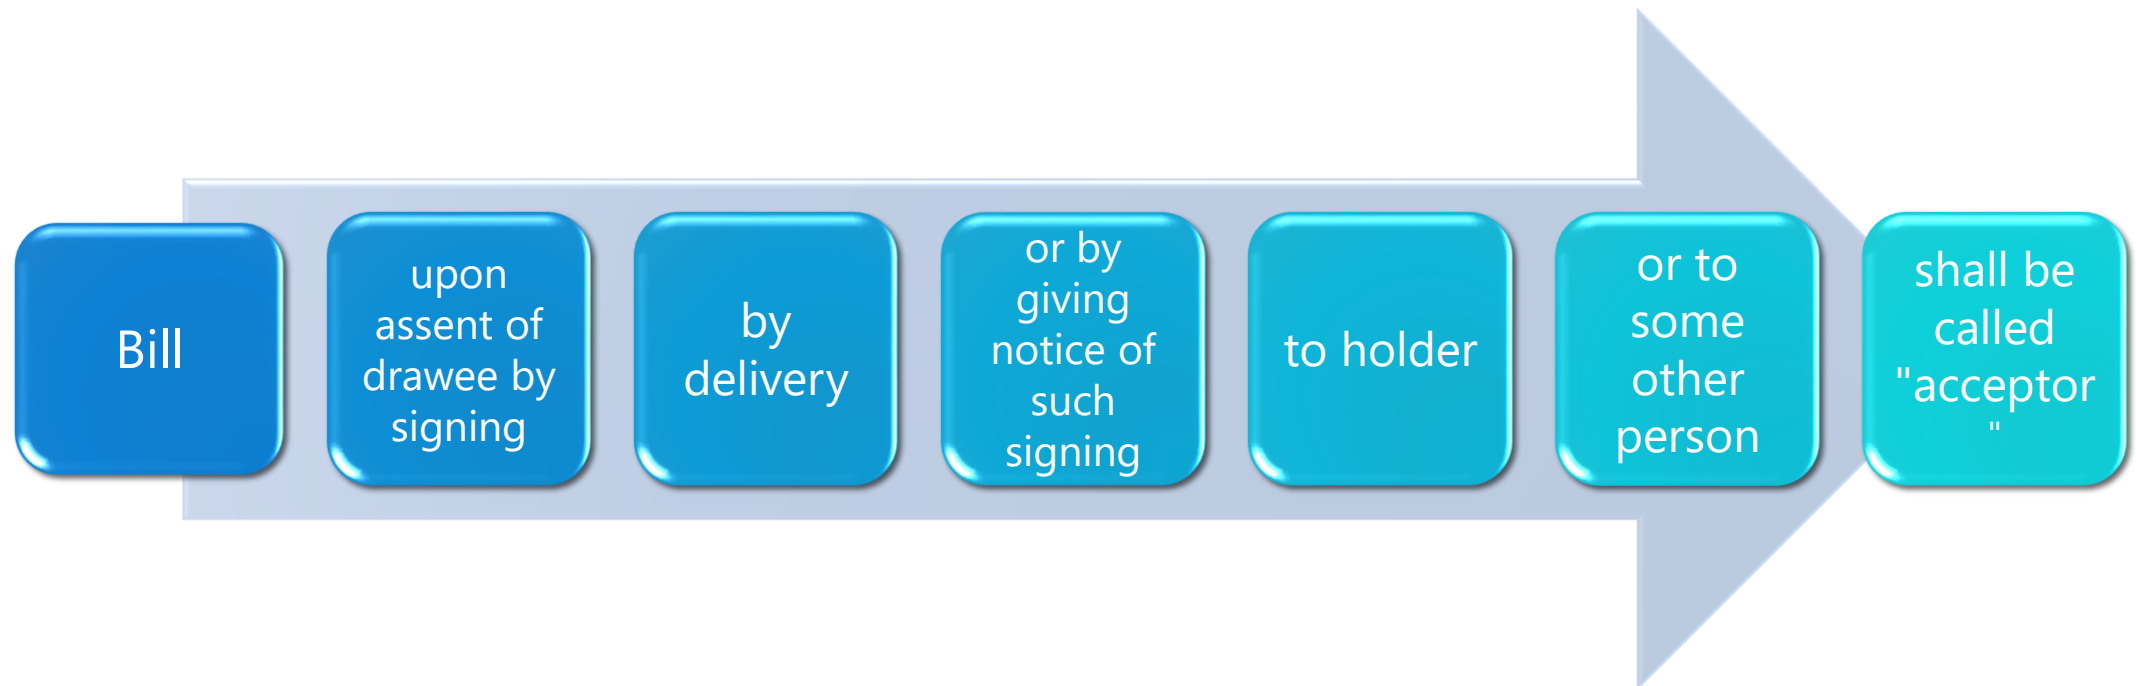 Bill
upon
assent of
drawee by
signing
by
delivery
or by
giving
notice of
such
signing
to holder
or to
some
other
person
shall be
called
"acceptor
"